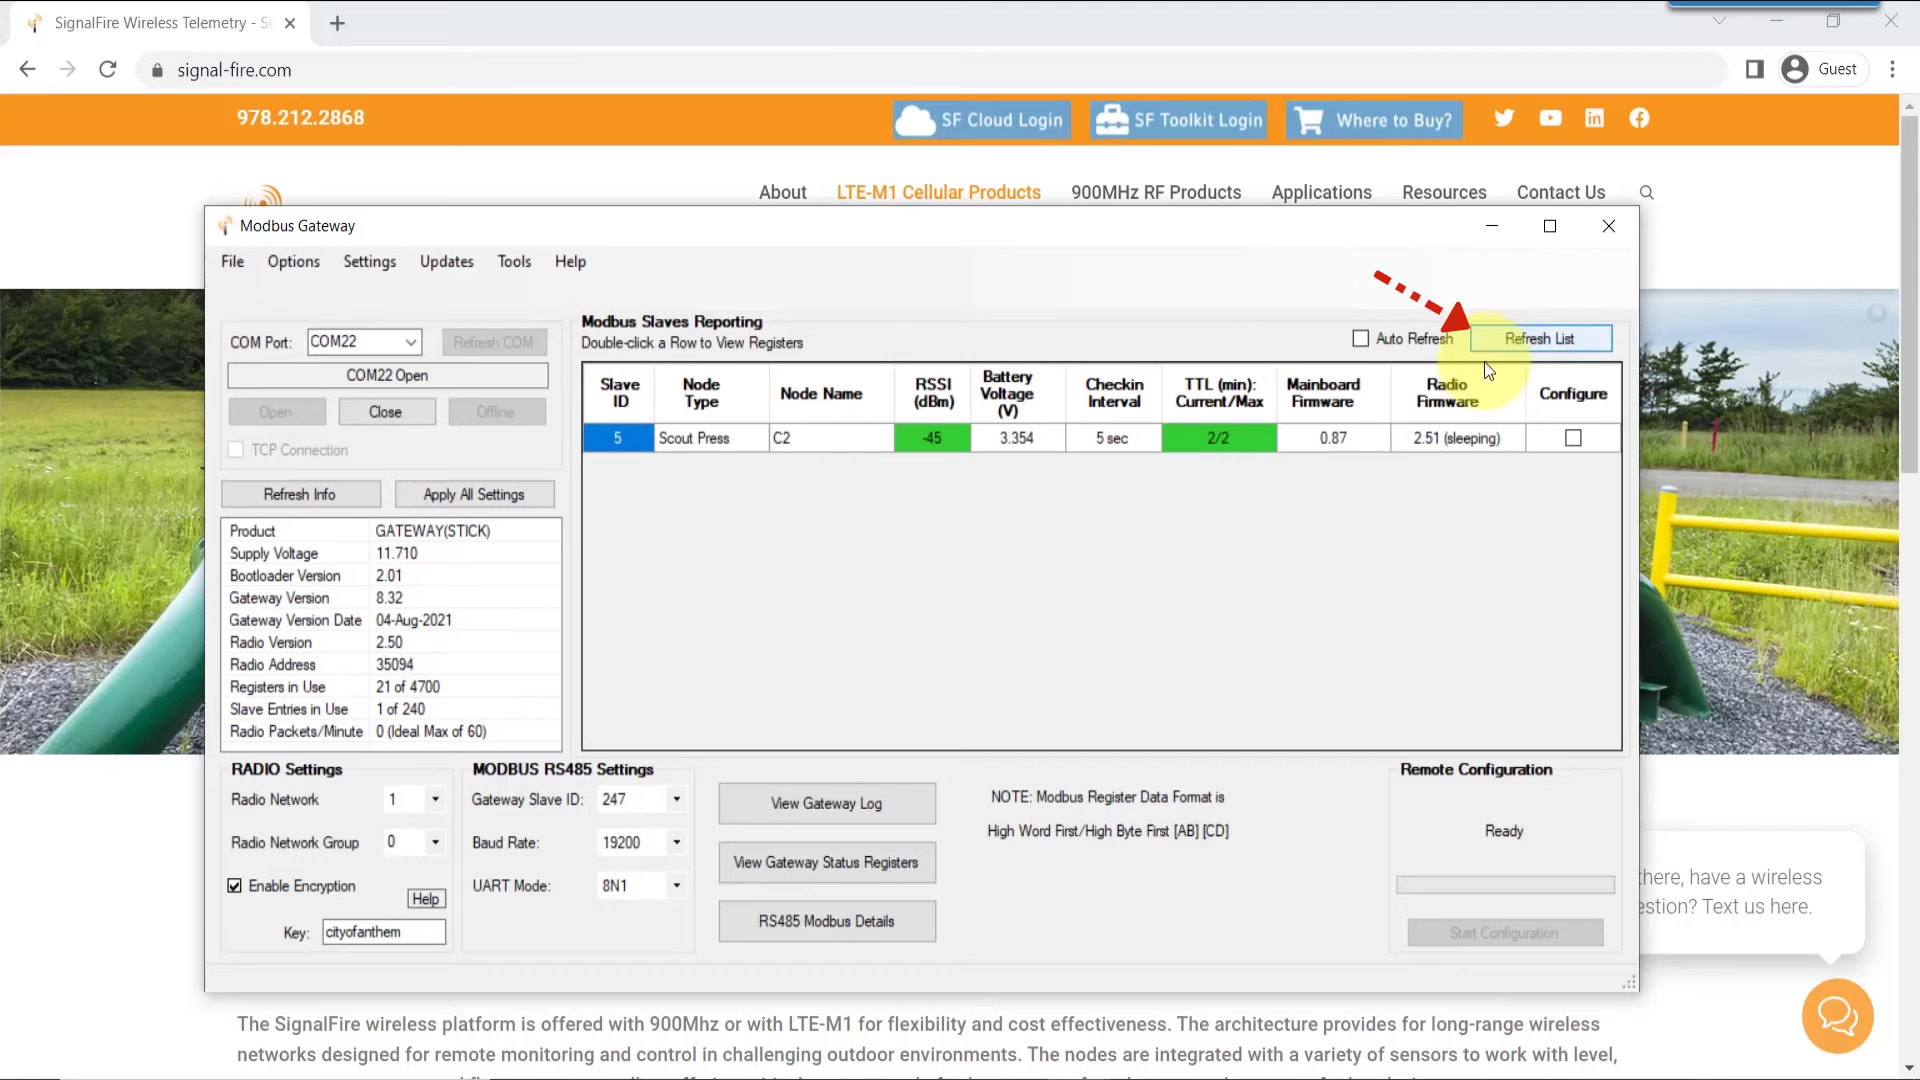 SignalFire Wireless Telemetry - Si
signal-fire.com
Guest
978.212.2868
SF Cloud Login
SF Toolkit Login
Where to Buy?
About
LTE-M1 Cellular Products
900MHz RF Products
Applications
Resources
Contact Us
Modbus Gateway
File
Options
Settings
Updates
Tools
Help
COM Port:
COM22
Refresh COM
COM22 Open
Open
Close
Offline
TCP Connection
Refresh Info
Apply All Settings
Product GATEWAY(STICK)
Supply Voltage 11.710
Bootloader Version 2.01
Gateway Version 8.32
Gateway Version Date 04-Aug-2021
Radio Version 2.50
Radio Address 35094
Registers in Use 21 of 4700
Slave Entries in Use 1 of 240
Radio Packets/Minute 0 (Ideal Max of 60)
Modbus Slaves Reporting
Double-click a Row to View Registers
Auto Refresh
Refresh List
Slave ID
Node Type
Node Name
RSSI (dBm)
Battery Voltage (V)
Checkin Interval
TTL (min): Current/Max
Mainboard Firmware
Radio Firmware
Configure
5 Scout Press C2 -45 3.354 5 sec 2/2 0.87 2.51 (sleeping)
RADIO Settings
Radio Network 1
Radio Network Group 0
Enable Encryption
Help
Key: cityofanthem
MODBUS RS485 Settings
Gateway Slave ID: 247
Baud Rate: 19200
UART Mode: 8N1
View Gateway Log
View Gateway Status Registers
RS485 Modbus Details
NOTE: Modbus Register Data Format is
High Word First/High Byte First [AB] [CD]
Remote Configuration
Ready
Start Configuration
there, have a wireless
estion? Text us here.
The SignalFire wireless platform is offered with 900Mhz or with LTE-M1 for flexibility and cost effectiveness. The architecture provides for long-range wireless
networks designed for remote monitoring and control in challenging outdoor environments. The nodes are integrated with a variety of sensors to work with level,